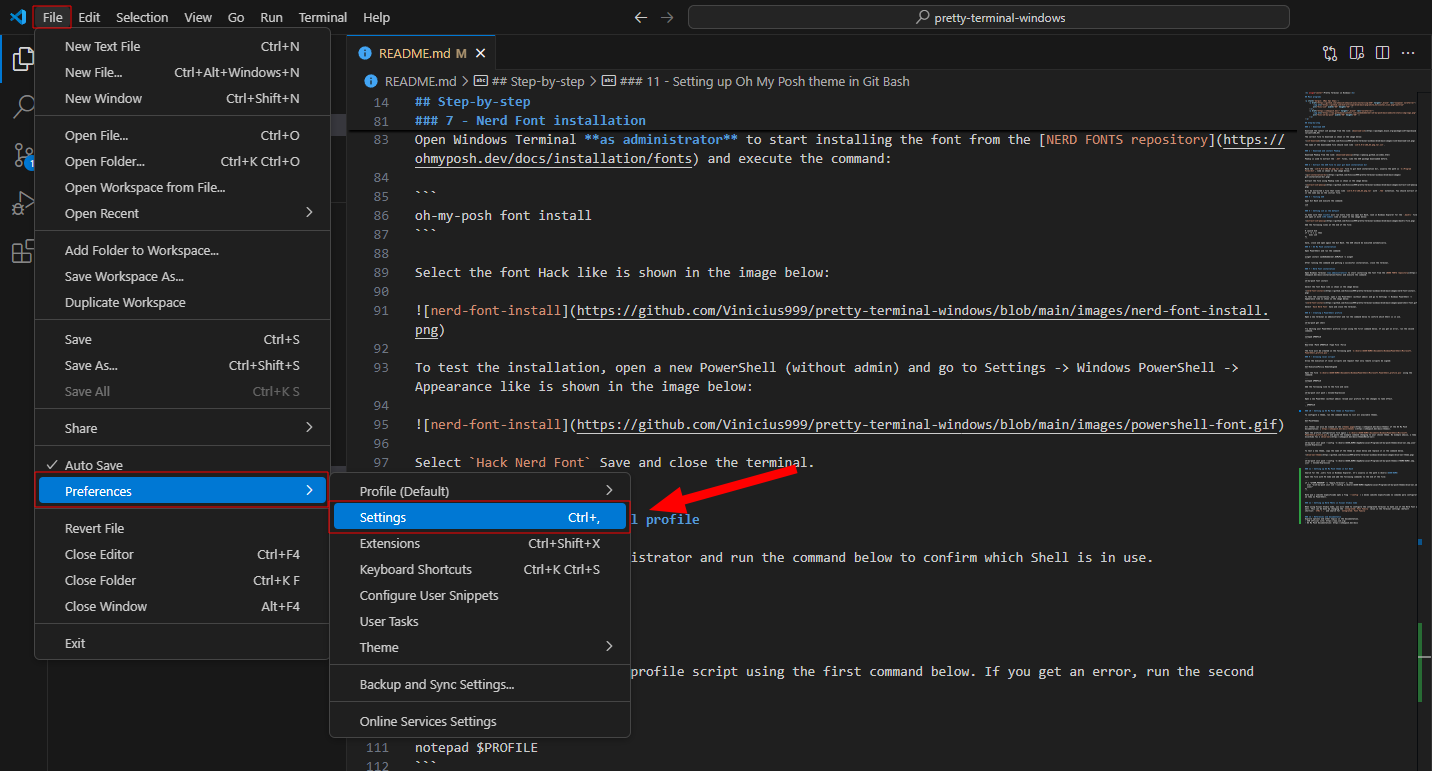 File Edit Selection View Go Run Terminal Help
pretty-terminal-windows
New Text File Ctrl+N
New File... Ctrl+Alt+Windows+N
New Window Ctrl+Shift+N
Open File... Ctrl+O
Open Folder... Ctrl+K Ctrl+O
Open Workspace from File...
Open Recent
Add Folder to Workspace...
Save Workspace As...
Duplicate Workspace
Save Ctrl+S
Save As... Ctrl+Shift+S
Save All Ctrl+K S
Share
Auto Save
Preferences
Revert File
Close Editor Ctrl+F4
Close Folder Ctrl+K F
Close Window Alt+F4
Exit
1
Profile (Default)
Settings Ctrl+,
Extensions Ctrl+Shift+X
Keyboard Shortcuts Ctrl+K Ctrl+S
Configure User Snippets
User Tasks
Theme
Backup and Sync Settings...
Online Services Settings
README.md M
README.md > ## Step-by-step > ### 11 - Setting up Oh My Posh theme in Git Bash
14 ## Step-by-step
81 ### 7 - Nerd Font installation
83 Open Windows Terminal **as administrator** to start installing the font from the [NERD FONTS repository](https://
ohmyposh.dev/docs/installation/fonts) and execute the command:
84
85 ```
86 oh-my-posh font install
87 ```
88
89 Select the font Hack like is shown in the image below:
90
91 ![nerd-font-install](https://github.com/Vinicius999/pretty-terminal-windows/blob/main/images/nerd-font-install.
png)
92
93 To test the installation, open a new PowerShell (without admin) and go to Settings -> Windows PowerShell ->
Appearance like is shown in the image below:
94
95 ![nerd-font-install](https://github.com/Vinicius999/pretty-terminal-windows/blob/main/images/powershell-font.gif)
96
97 Select `Hack Nerd Font` Save and close the terminal.
l profile
istrator and run the command below to confirm which Shell is in use.
profile script using the first command below. If you get an error, run the second
111 notepad $PROFILE
112 ```